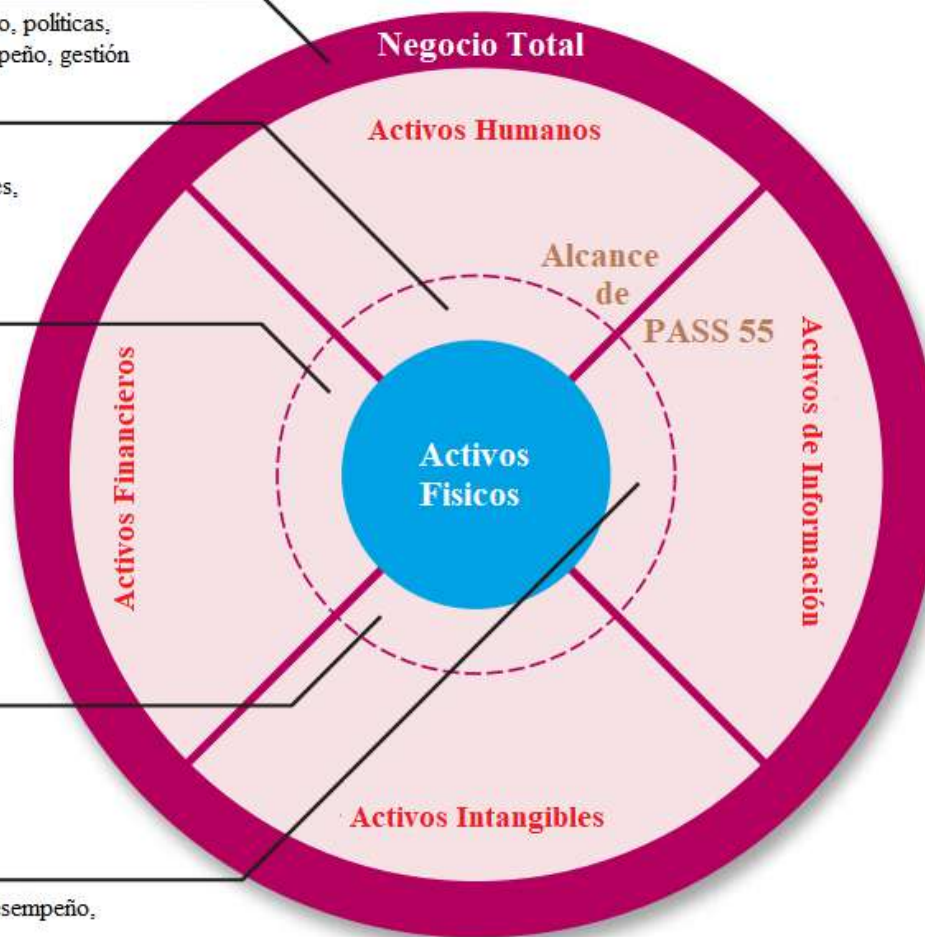 o, políticas,
peño, gestión
Negocio Total
Activos Humanos
es,
Alcance
de
PASS 55
Activos Financieros
Activos de Información
Activos
Fisicos
Activos Intangibles
esempeño,